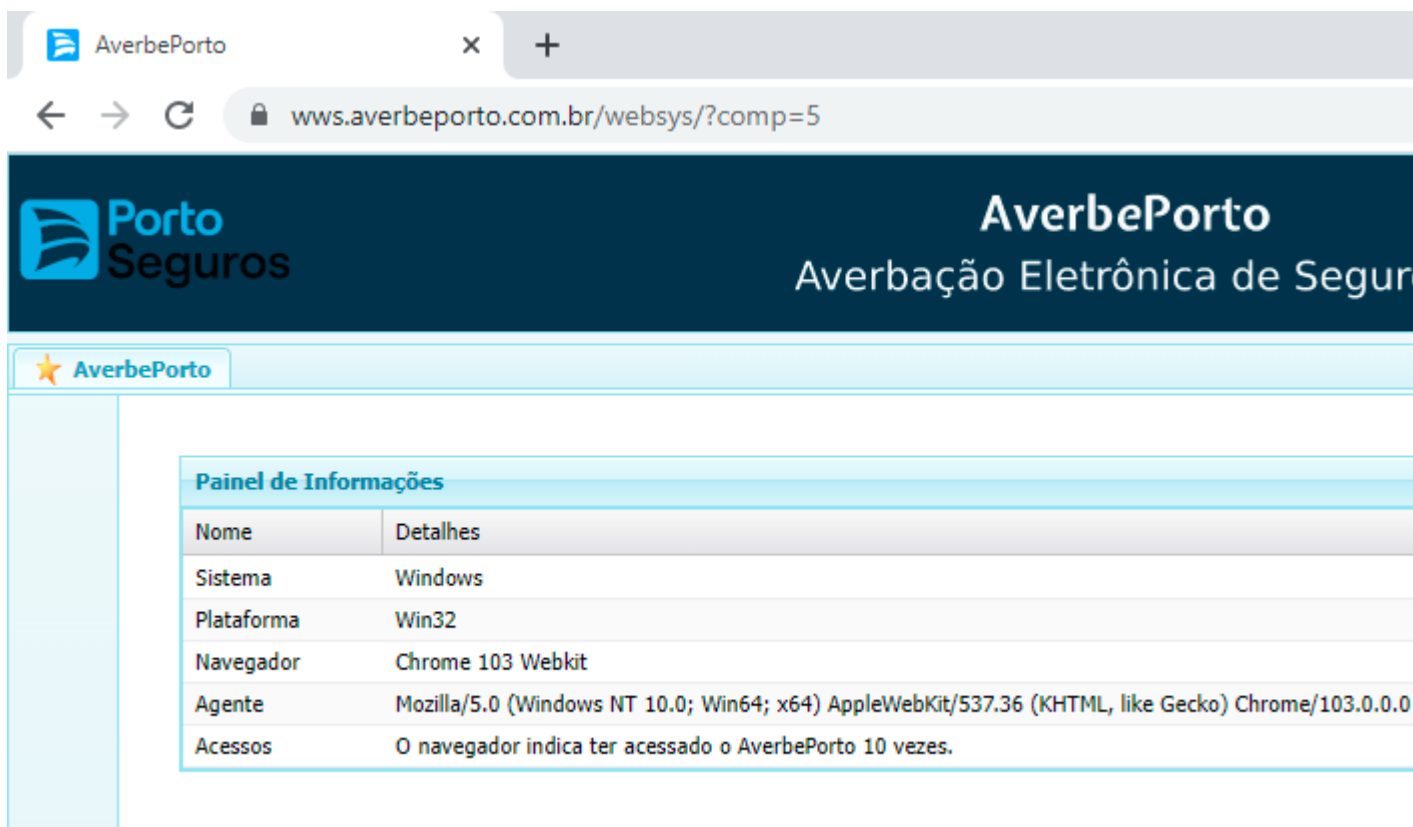 AverbePorto
wws.averbeporto.com.br/websys/?comp=5
Porto
Seguros
AverbePorto
Averbação Eletrônica de
AverbePorto
Painel de Informações
Nome Detalhes
Sistema Windows
Plataforma Win32
Navegador Chrome 103 Webkit
Agente Mozilla/5.0 (Windows NT 10.0; Win64; x64) AppleWebKit/537.36 (KHTML, like Gecko) Chrome/103.0.0.0
Acessos O navegador indica ter acessado o AverbePorto 10 vezes.